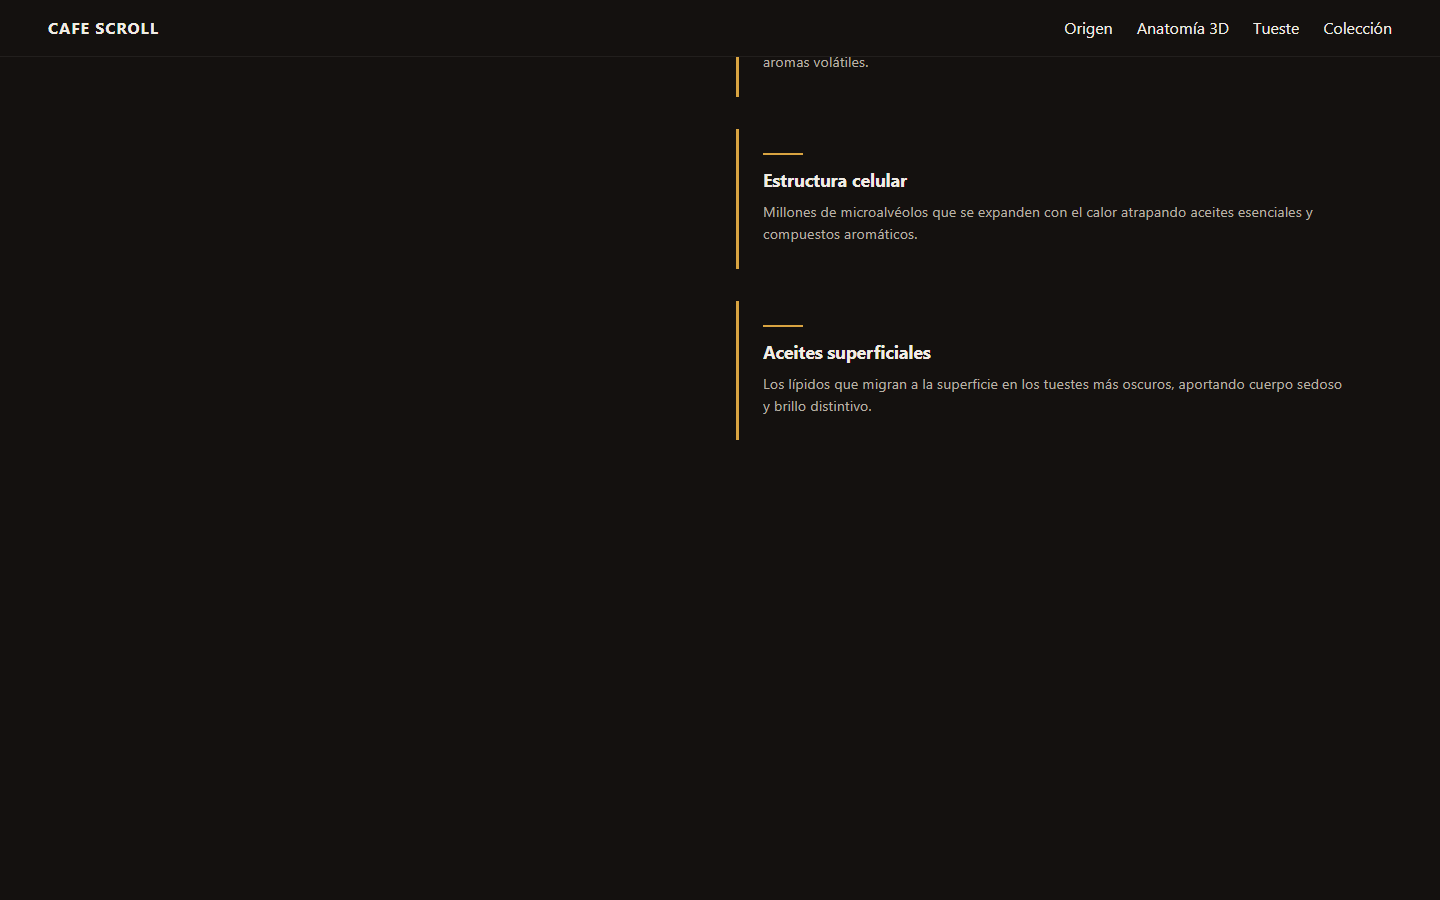 CAFE SCROLL
Origen
Anatomía 3D
Tueste
Colección
aromas volátiles.
Estructura celular
Millones de microalvéolos que se expanden con el calor atrapando aceites esenciales y
compuestos aromáticos.
Aceites superficiales
Los lípidos que migran a la superficie en los tuestes más oscuros, aportando cuerpo sedoso
y brillo distintivo.